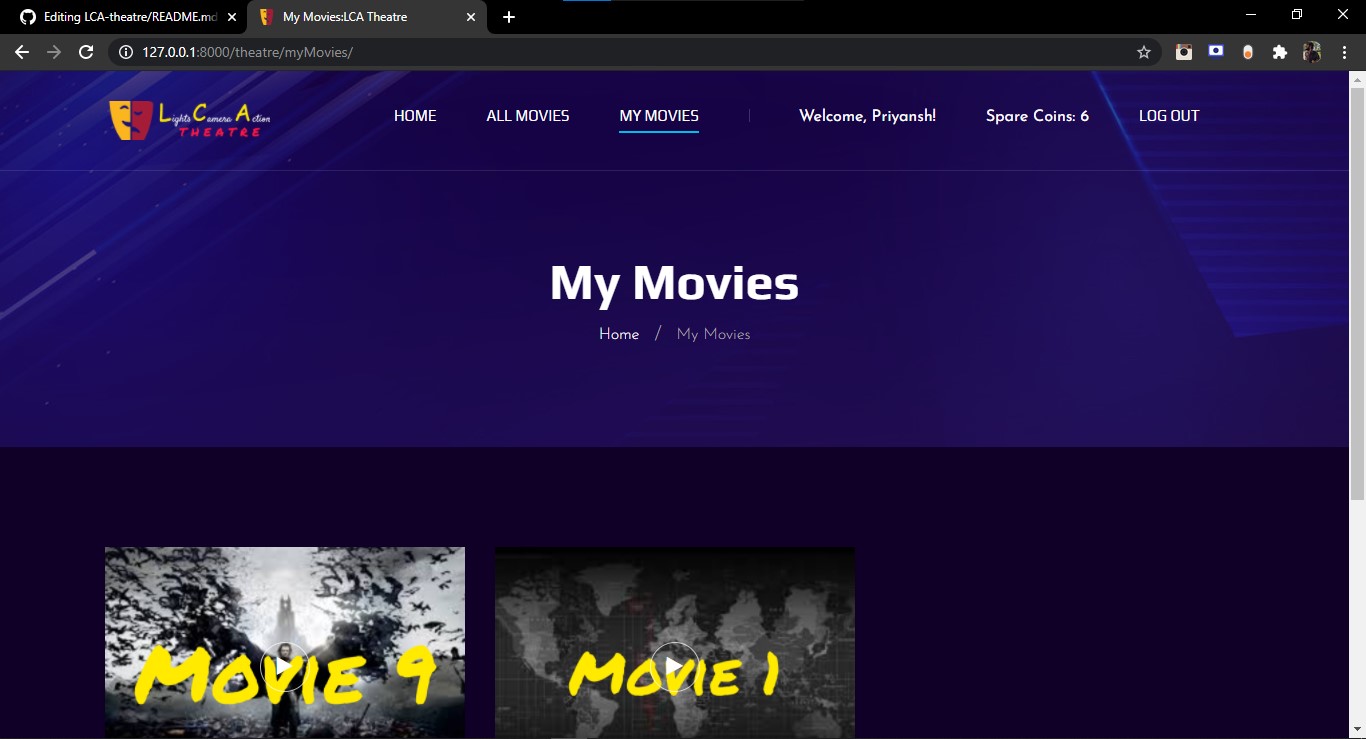 Editing LCA-theatre/README.md
My Movies:LCA Theatre
127.0.0.1:8000/theatre/myMovies/
Lights Camera Action
THEATRE
HOME
ALL MOVIES
MY MOVIES
Welcome, Priyansh!
Spare Coins: 6
LOG OUT
My Movies
Home / My Movies
MOVIE 9
MOVIE 1